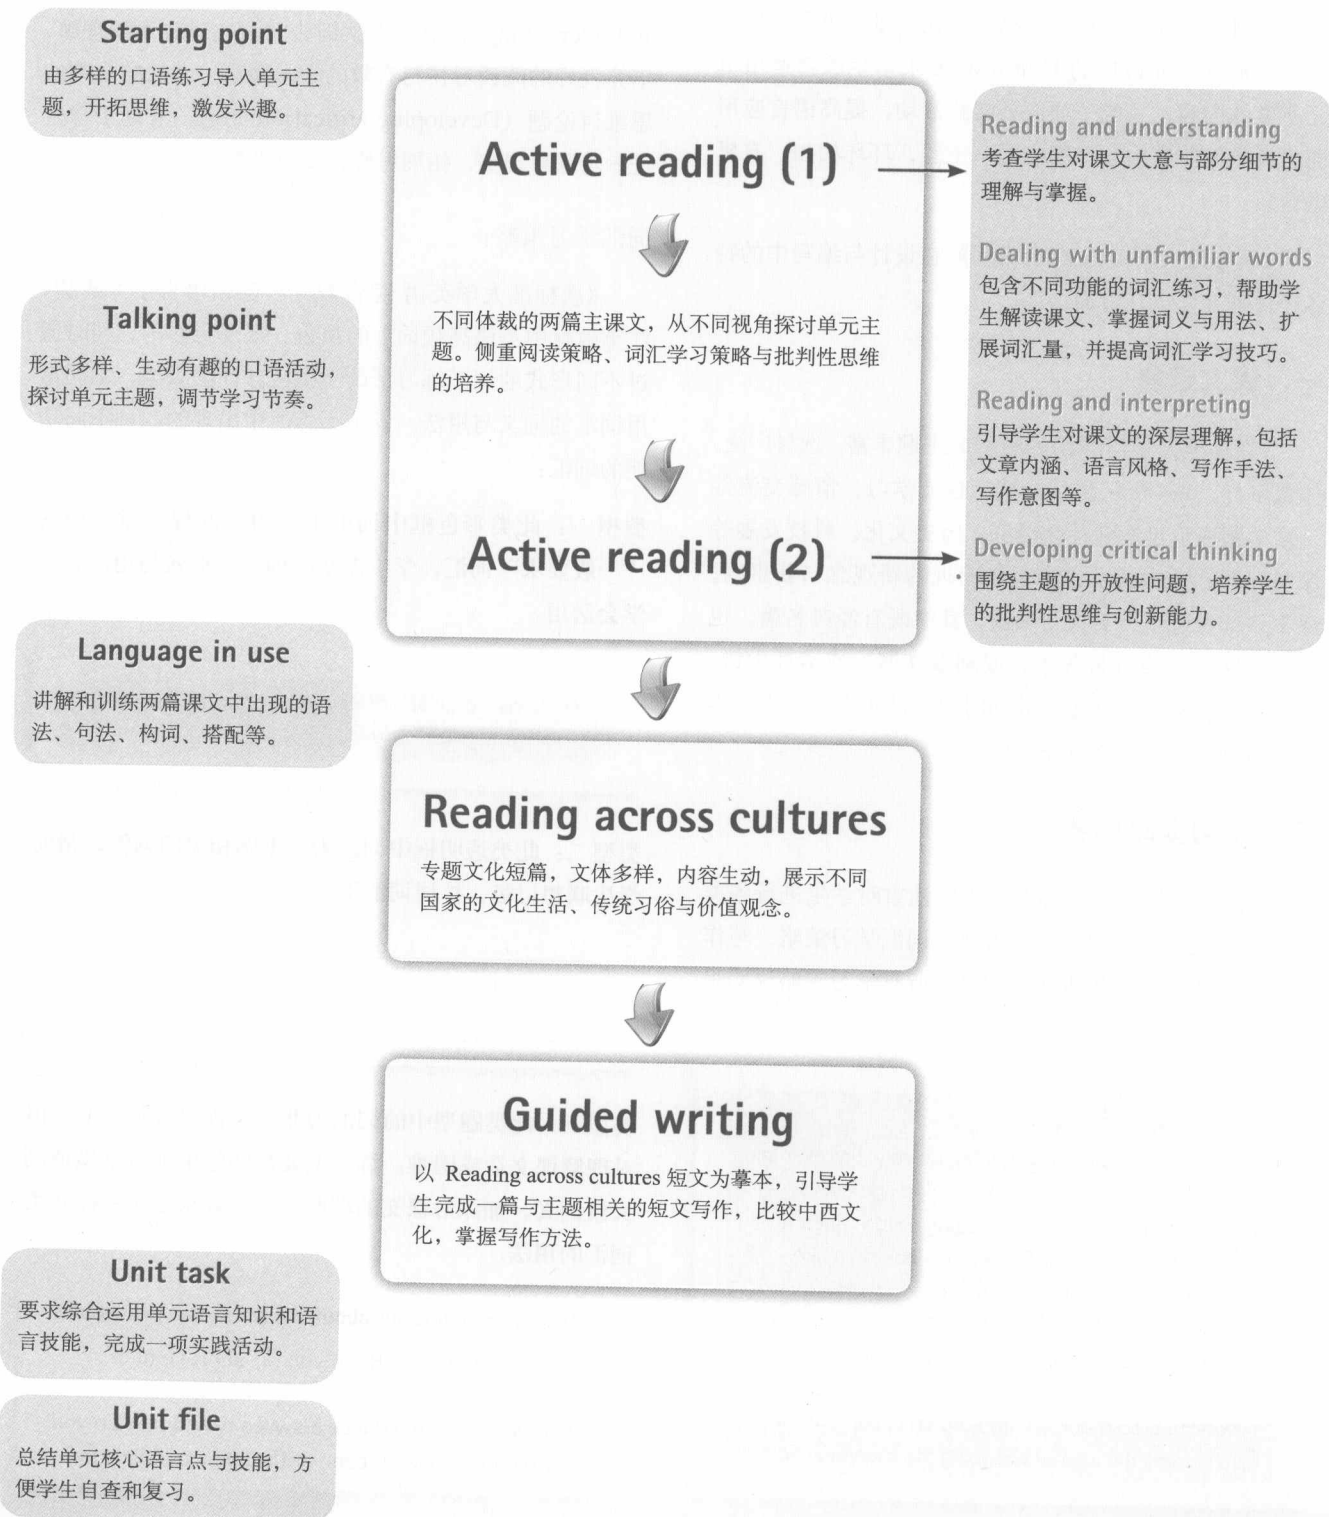 Starting point
由多样的口语练习导入单元主
题，开拓思维，激发兴趣。
Active reading (1)
Reading and understanding
考查学生对课文大意与部分细节的
理解与掌握。
Dealing with unfamiliar words
包含不同功能的词汇练习，帮助学
生解读课文、掌握词义与用法、扩
展词汇量，并提高词汇学习技巧。
Reading and interpreting
引导学生对课文的深层理解，包括
文章内涵、语言风格、写作手法、
写作意图等。
Developing critical thinking
围绕主题的开放性问题，培养学生
的批判性思维与创新能力。
Talking point
形式多样、生动有趣的口语活动，
探讨单元主题，调节学习节奏。
不同体裁的两篇主课文，从不同视角探讨单元主
题。侧重阅读策略、词汇学习策略与批判性思维
的培养。
Active reading (2)
Language in use
讲解和训练两篇课文中出现的语
法、句法、构词、搭配等。
Reading across cultures
专题文化短篇，文体多样，内容生动，展示不同
国家的文化生活、传统习俗与价值观念。
Guided writing
以 Reading across cultures 短文为摹本，引导学
生完成一篇与主题相关的短文写作，比较中西文
化，掌握写作方法。
Unit task
要求综合运用单元语言知识和语
言技能，完成一项实践活动。
Unit file
总结单元核心语言点与技能，方
便学生自查和复习。